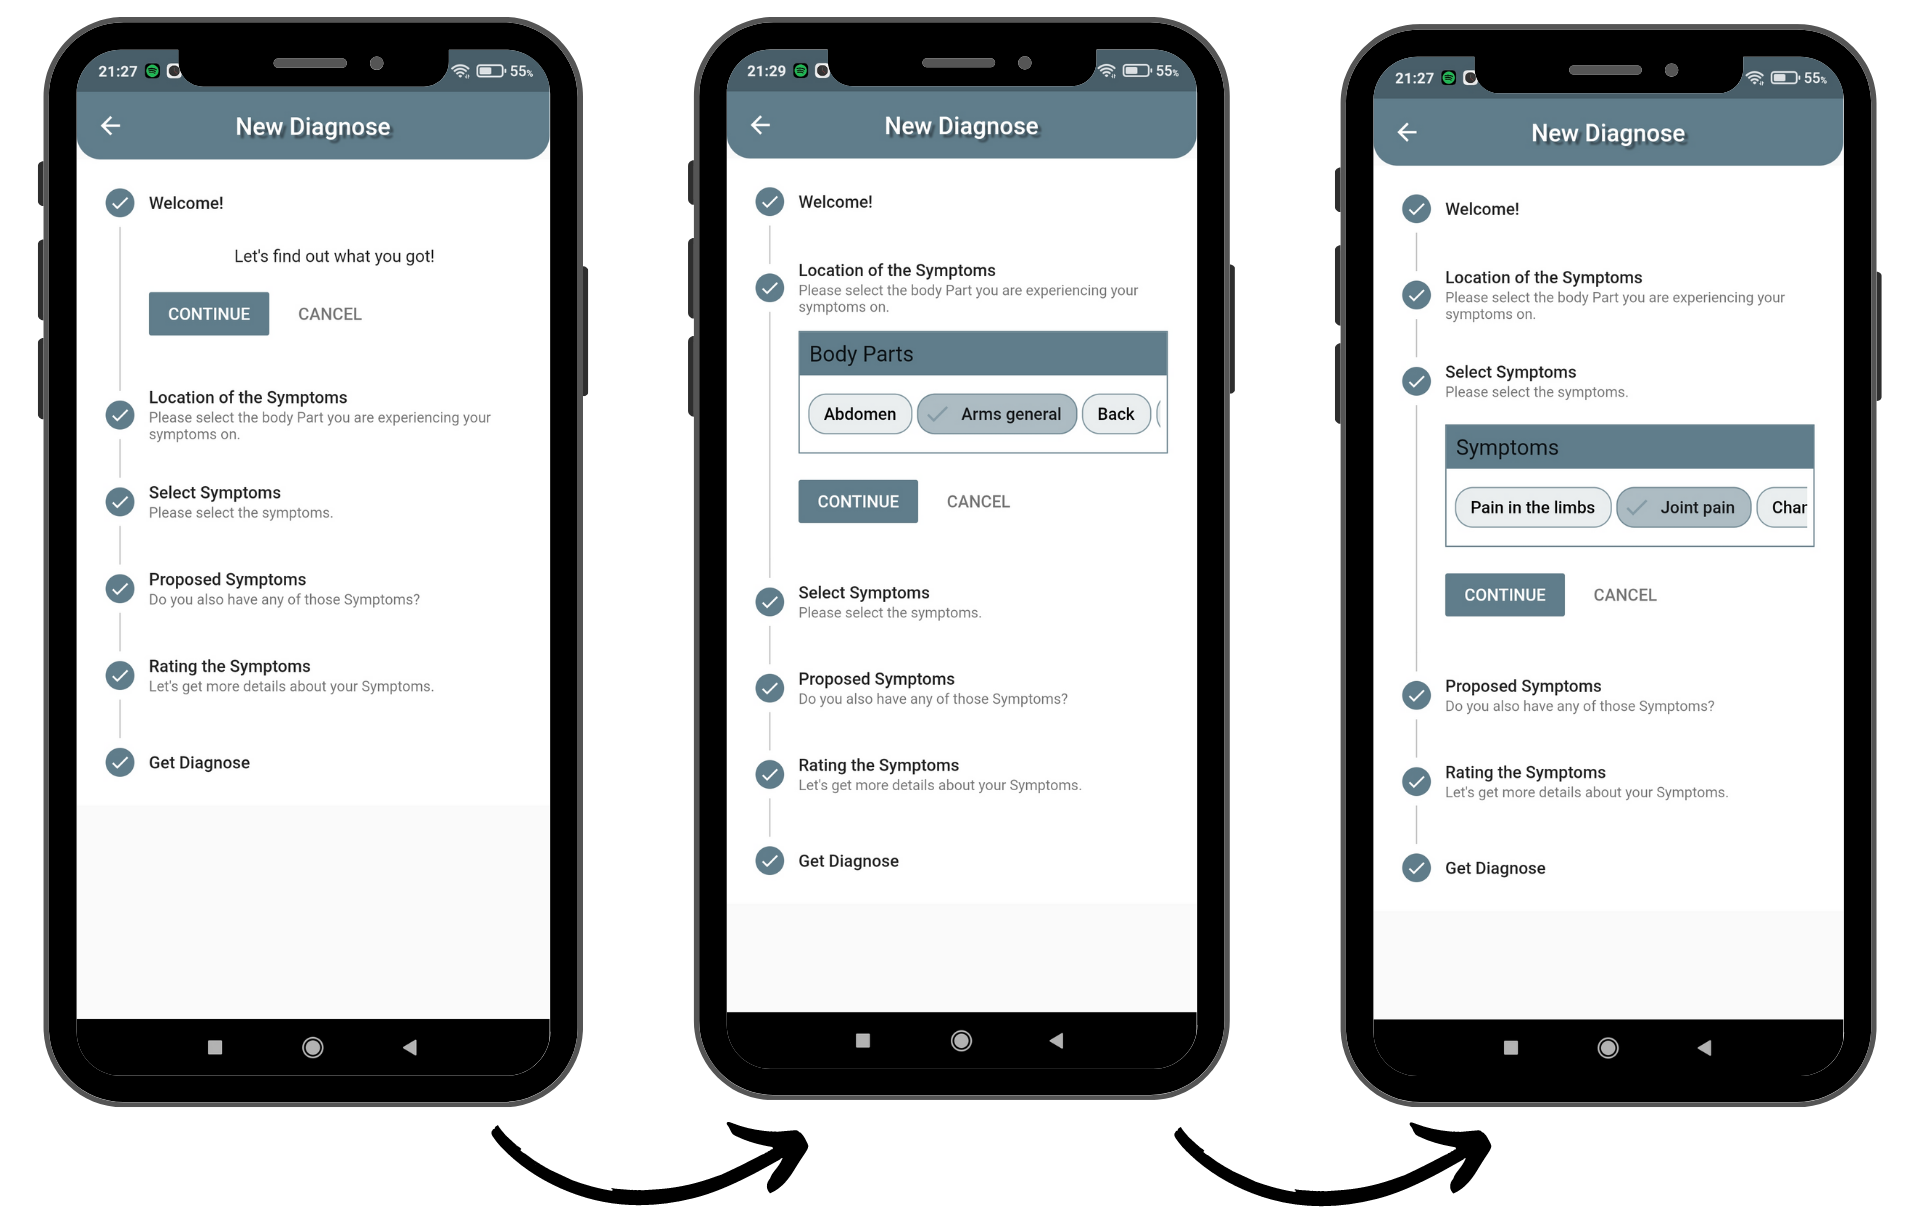 21:27
55%
New Diagnose
Welcome!
Let's find out what you got!
CONTINUE CANCEL
Location of the Symptoms
Please select the body Part you are experiencing your
symptoms on.
Select Symptoms
Please select the symptoms.
Proposed Symptoms
Do you also have any of those Symptoms?
Rating the Symptoms
Let's get more details about your Symptoms.
Get Diagnose
21:29
55%
New Diagnose
Welcome!
Location of the Symptoms
Please select the body Part you are experiencing your
symptoms on.
Body Parts
Abdomen Arms general Back
CONTINUE CANCEL
Select Symptoms
Please select the symptoms.
Proposed Symptoms
Do you also have any of those Symptoms?
Rating the Symptoms
Let's get more details about your Symptoms.
Get Diagnose
21:27
55%
New Diagnose
Welcome!
Location of the Symptoms
Please select the body Part you are experiencing your
symptoms on.
Select Symptoms
Please select the symptoms.
Symptoms
Pain in the limbs Joint pain Char
CONTINUE CANCEL
Proposed Symptoms
Do you also have any of those Symptoms?
Rating the Symptoms
Let's get more details about your Symptoms.
Get Diagnose